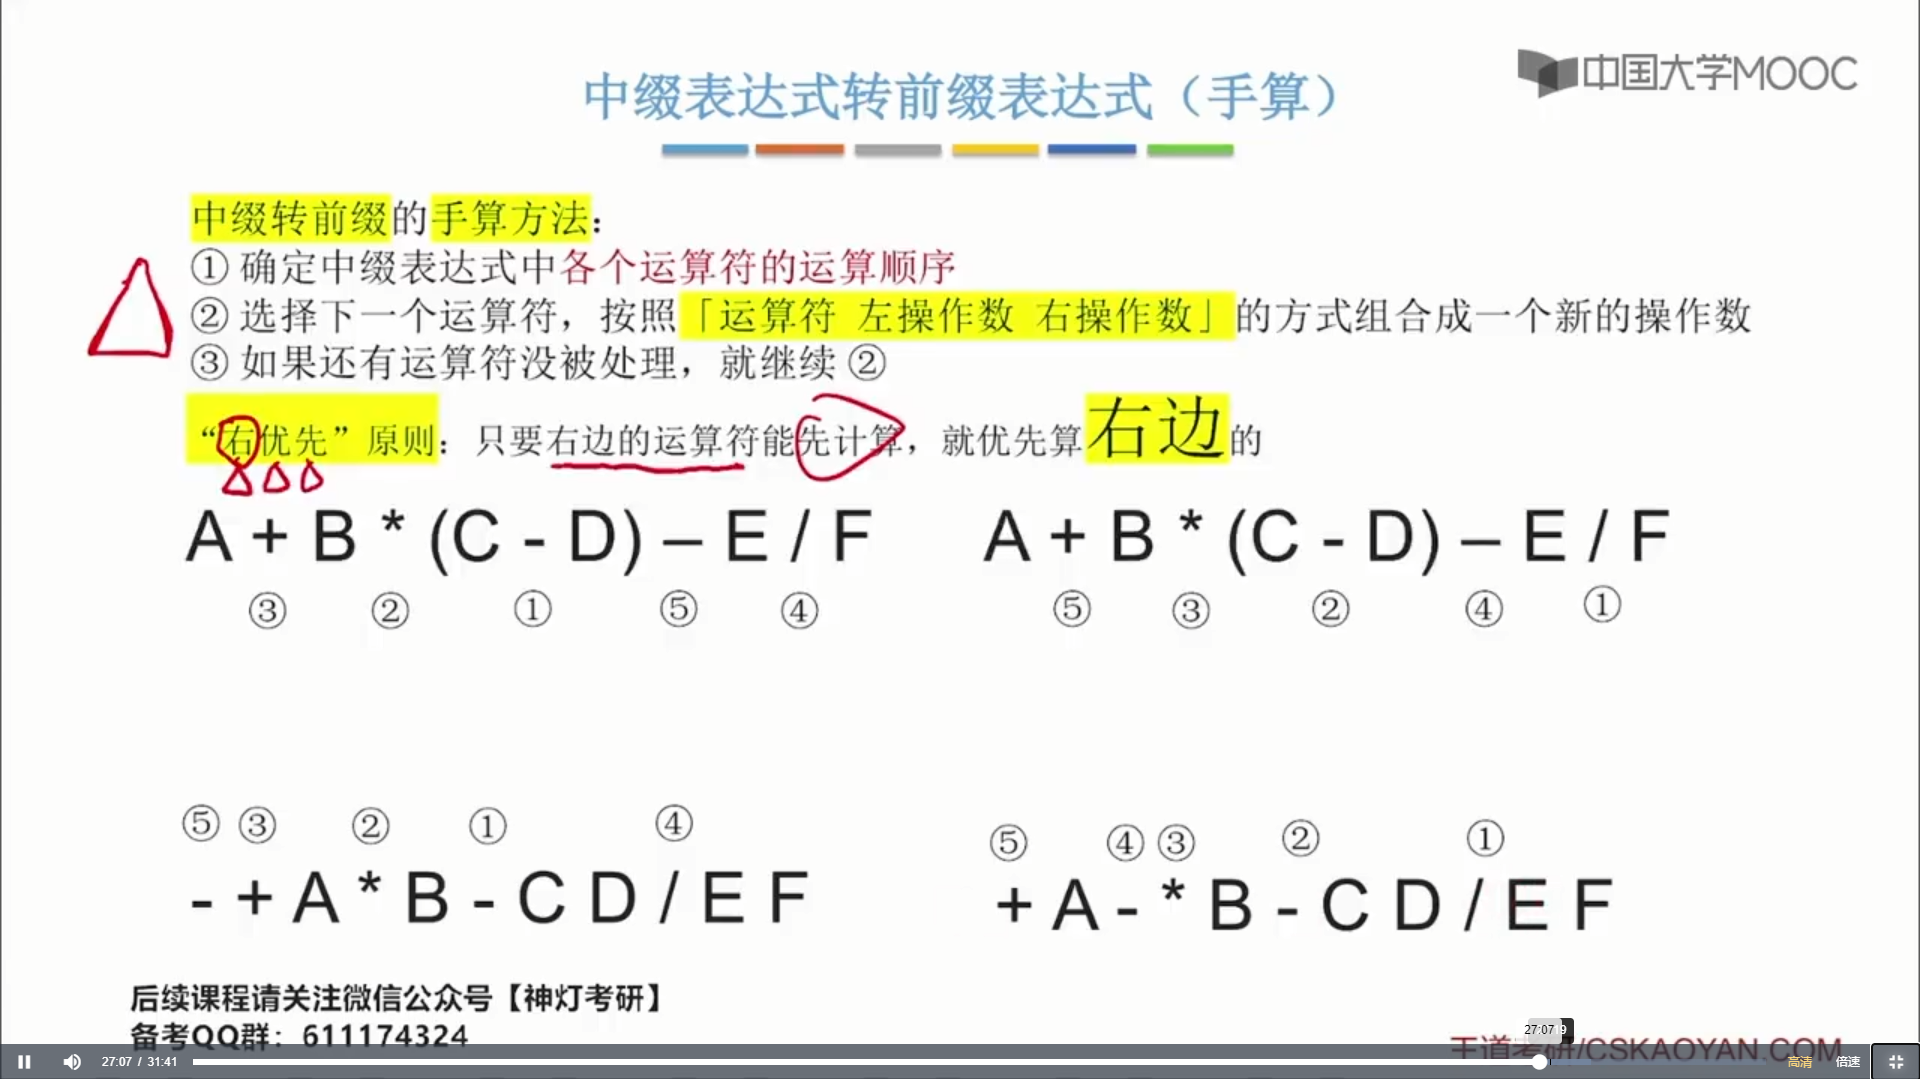 中国大学MOOC
中缀表达式转前缀表达式（手算）
中缀转前缀的手算方法：
① 确定中缀表达式中各个运算符的运算顺序
② 选择下一个运算符，按照「运算符 左操作数 右操作数」的方式组合成一个新的操作数
③ 如果还有运算符没被处理，就继续 ②
“右优先”原则：只要右边的运算符能先计算，就优先算右边的
A + B * (C - D) – E / F
③ ② ① ⑤ ④
A + B * (C - D) – E / F
⑤ ③ ② ④ ①
⑤ ③ ② ① ④
- + A * B - C D / E F
⑤ ④ ③ ② ①
+ A - * B - C D / E F
后续课程请关注微信公众号【神灯考研】
备考QQ群：611174324
王道考研/CSKAOYAN.COM
27:07
27:07 / 31:41
高清 倍速